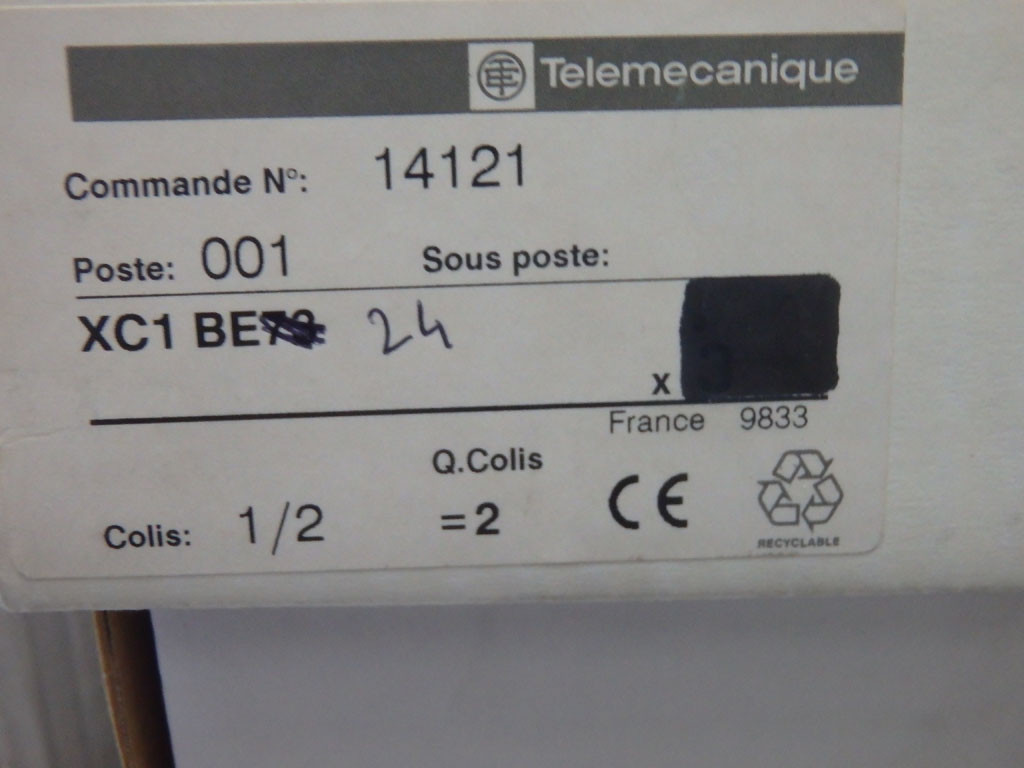 Telemecanique
Commande N°: 14121
Poste: 001 Sous poste:
XC1 BE 24
x
France 9833
Q.Colis
Colis: 1/2 =2
CE
RECYCLABLE